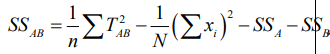 $SS_{AB} = \frac{1}{n} \sum T_{AB}^{2} - \frac{1}{N} \left( \sum x_i \right)^2 - SS_A - SS_B$